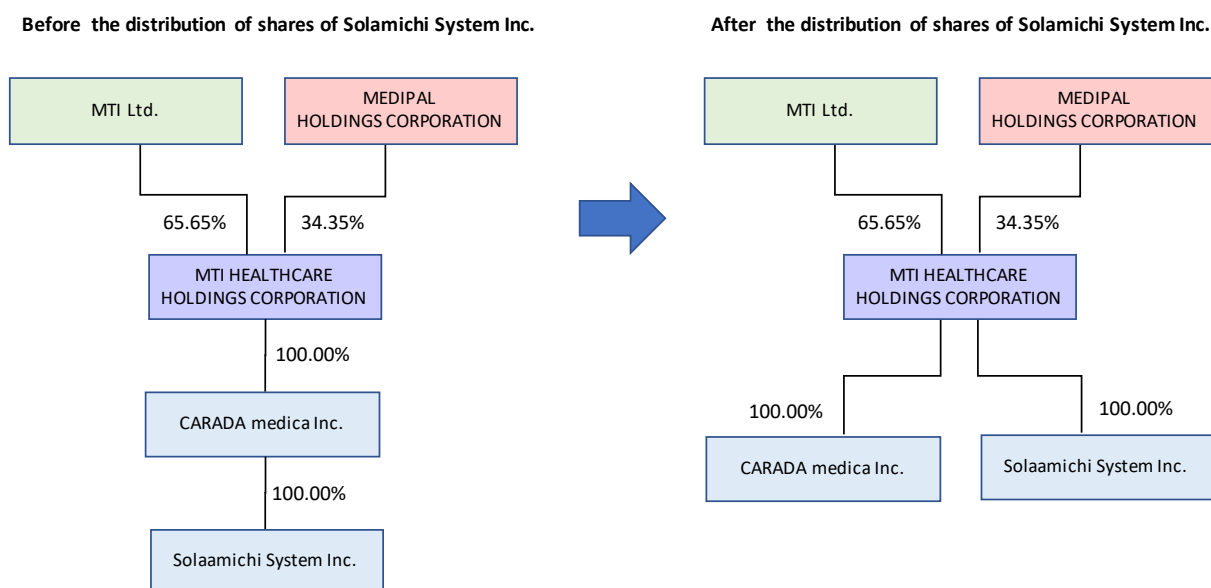 Before the distribution of shares of Solamichi System Inc.
MTI Ltd.
MEDIPAL
HOLDINGS CORPORATION
65.65%
34.35%
MTI HEALTHCARE
HOLDINGS CORPORATION
100.00%
CARADA medica Inc.
100.00%
Solaamichi System Inc.
After the distribution of shares of Solamichi System Inc.
MTI Ltd.
MEDIPAL
HOLDINGS CORPORATION
65.65%
34.35%
MTI HEALTHCARE
HOLDINGS CORPORATION
100.00%
100.00%
CARADA medica Inc.
Solaamichi System Inc.